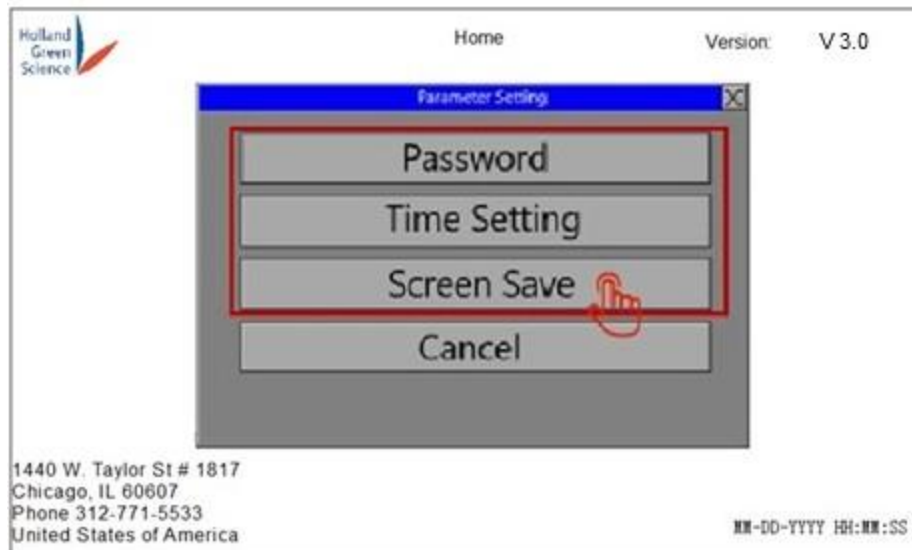 Holland
Green
Science
Home
Version: V 3.0
Parameter Setting
Password
Time Setting
Screen Save
Cancel
1440 W. Taylor St # 1817
Chicago, IL 60607
Phone 312-771-5533
United States of America
MM-DD-YYYY HH:MM:SS